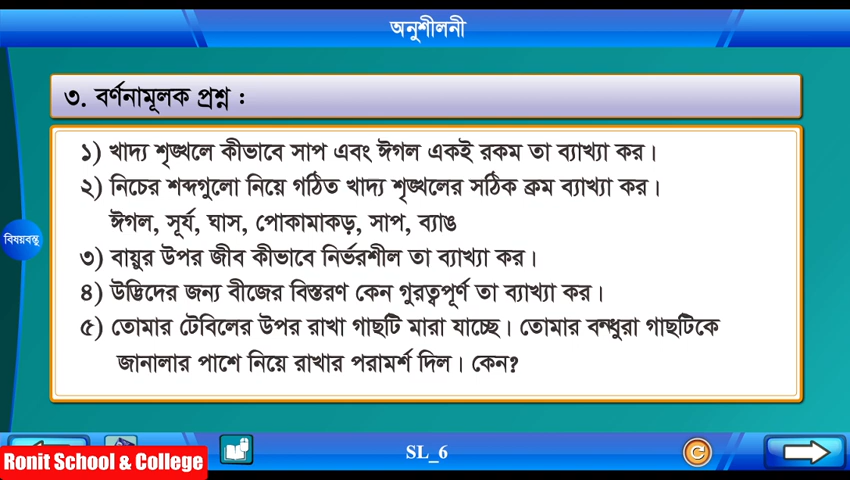 অনুশীলনী
৩. বর্ণনামূলক প্রশ্ন :
১) খাদ্য শৃঙ্খলে কীভাবে সাপ এবং ঈগল একই রকম তা ব্যাখ্যা কর।
২) নিচের শব্দগুলো নিয়ে গঠিত খাদ্য শৃঙ্খলের সঠিক ক্রম ব্যাখ্যা কর।
ঈগল, সূর্য, ঘাস, পোকামাকড়, সাপ, ব্যাঙ
৩) বায়ুর উপর জীব কীভাবে নির্ভরশীল তা ব্যাখ্যা কর।
৪) উদ্ভিদের জন্য বীজের বিস্তরণ কেন গুরত্বপূর্ণ তা ব্যাখ্যা কর।
৫) তোমার টেবিলের উপর রাখা গাছটি মারা যাচ্ছে। তোমার বন্ধুরা গাছটিকে
জানালার পাশে নিয়ে রাখার পরামর্শ দিল। কেন?
বিষয়বস্তু
SL_6
Ronit School & College